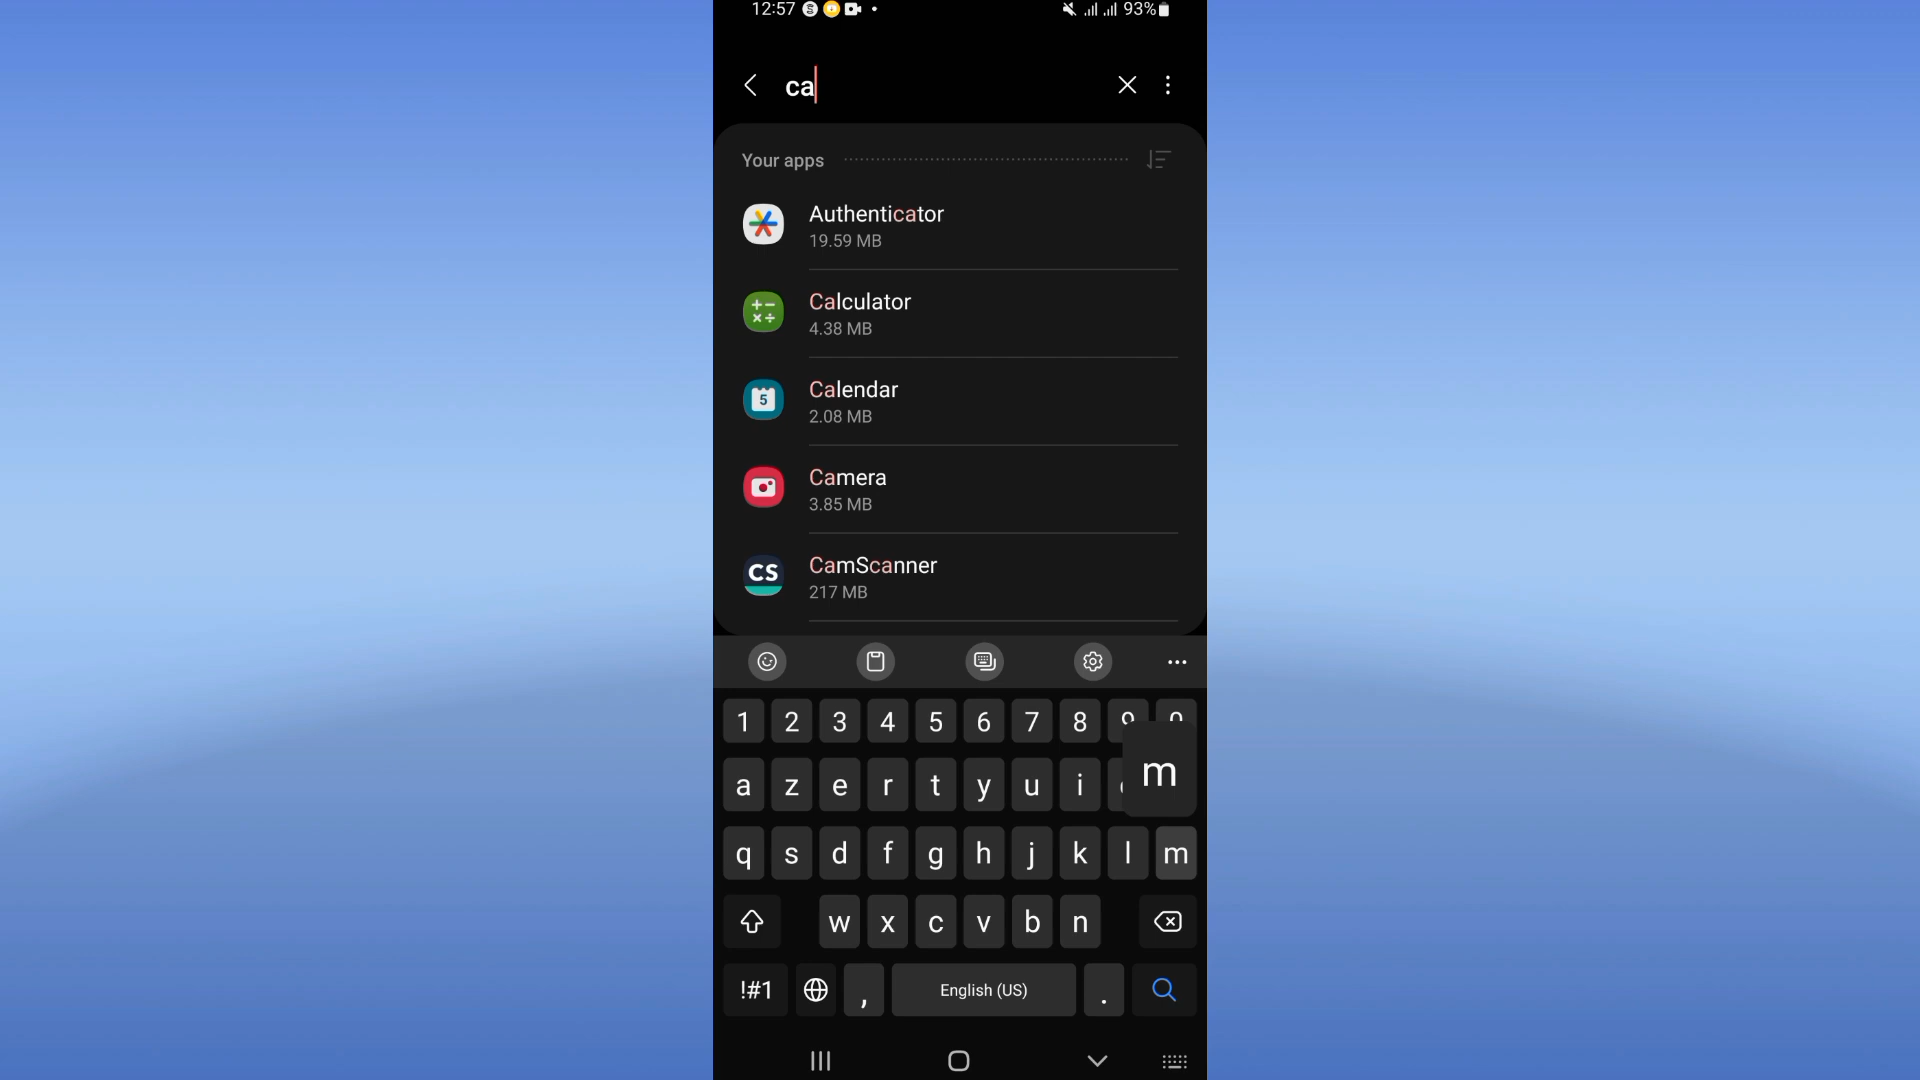 12:57 93%
ca
Your apps
Authenticator
19.59 MB
Calculator
4.38 MB
5
Calendar
2.08 MB
Camera
3.85 MB
CS
CamScanner
217 MB
1 2 3 4 5 6 7 8 9 0
m
a z e r t y u i
q s d f g h j k l m
w x c v b n
!#1 , English (US) .